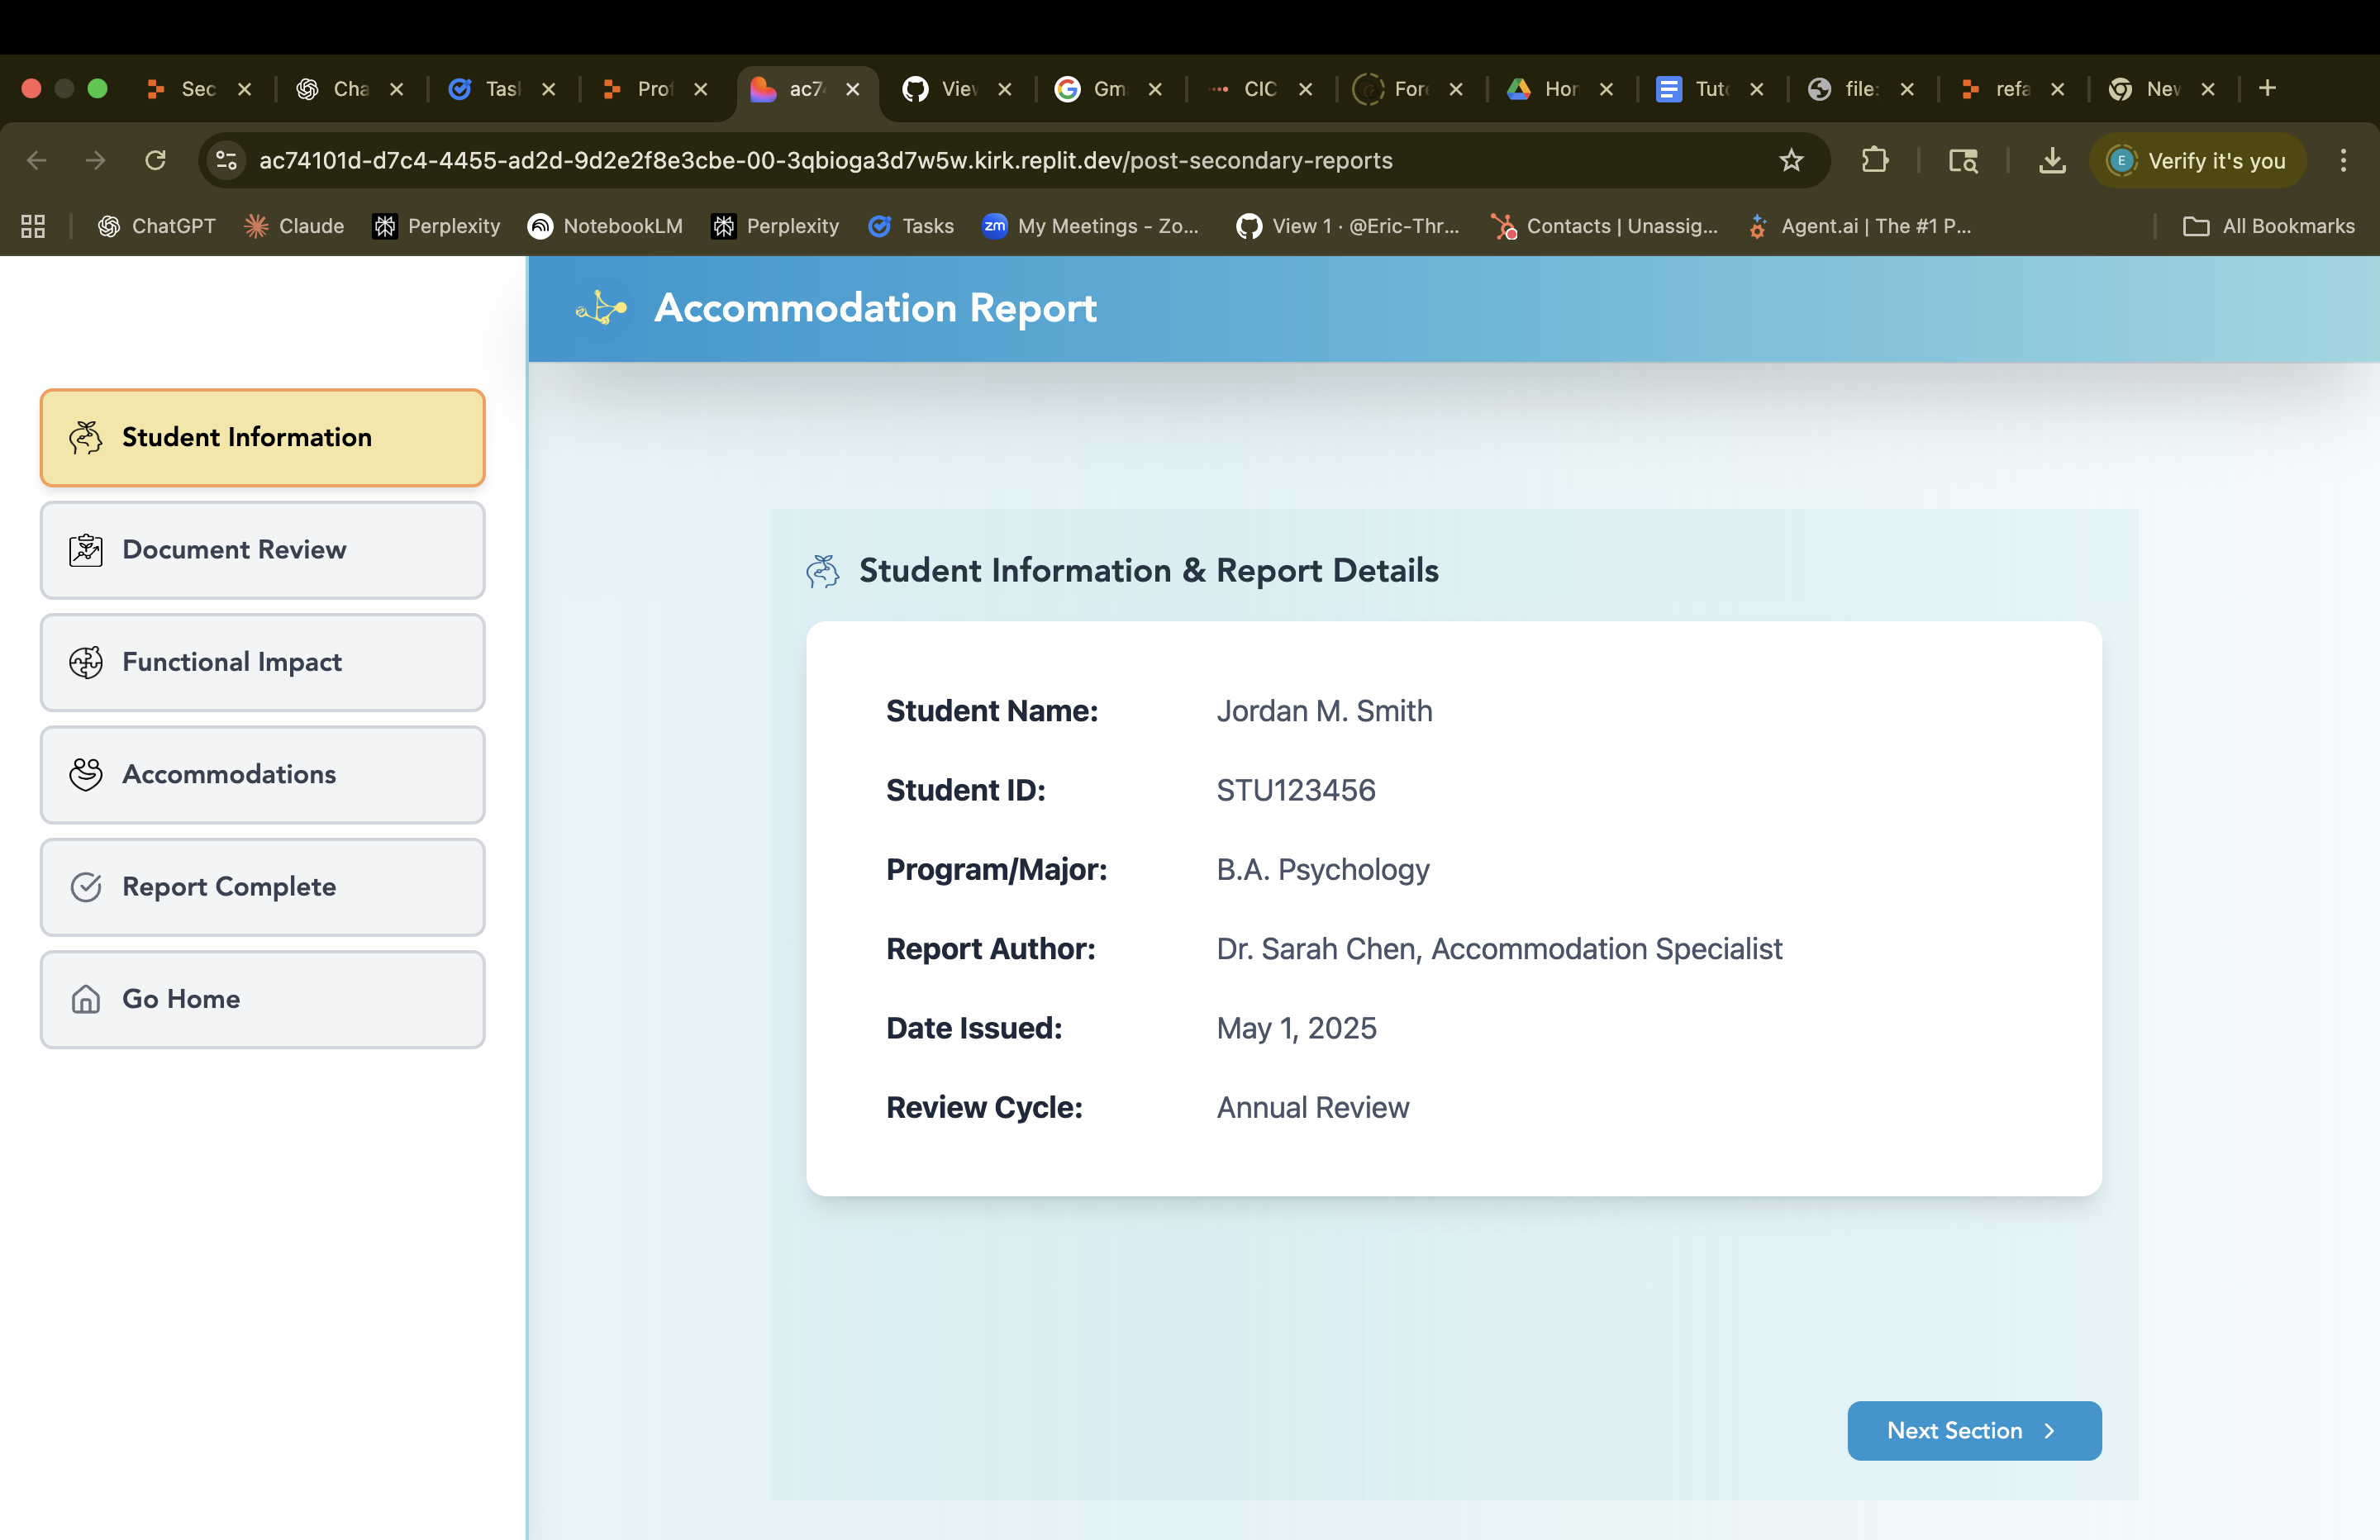 Sec
Cha
Task
Prof
ac7
View
Gm
CIC
For
Hor
Tuto
file:
refa
New
ac74101d-d7c4-4455-ad2d-9d2e2f8e3cbe-00-3qbioga3d7w5w.kirk.replit.dev/post-secondary-reports
E
Verify it's you
ChatGPT
Claude
Perplexity
NotebookLM
Perplexity
Tasks
zm
My Meetings - Zo...
View 1 · @Eric-Thr...
Contacts | Unassig...
Agent.ai | The #1 P...
All Bookmarks
Accommodation Report
Student Information
Document Review
Functional Impact
Accommodations
Report Complete
Go Home
Student Information & Report Details
Student Name: Jordan M. Smith
Student ID: STU123456
Program/Major: B.A. Psychology
Report Author: Dr. Sarah Chen, Accommodation Specialist
Date Issued: May 1, 2025
Review Cycle: Annual Review
Next Section